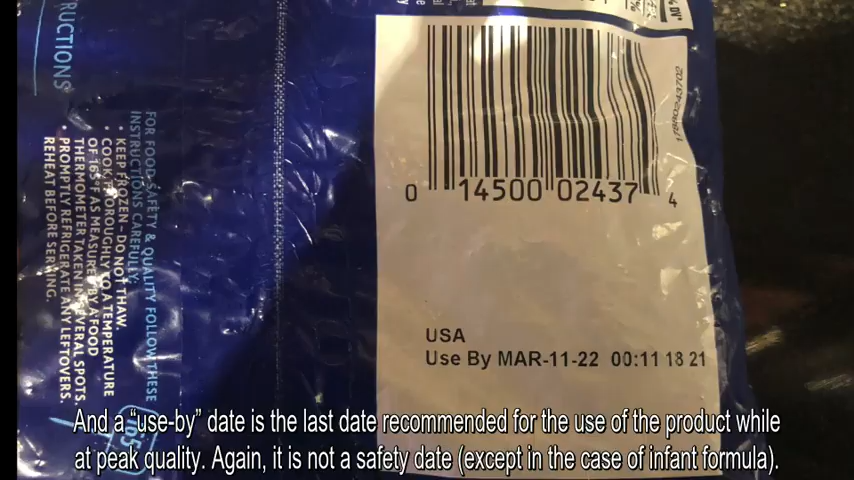 RUCTIONS
FOR FOOD SAFETY & QUALITY FOLLOW THESE
INSTRUCTIONS CAREFULLY:
• KEEP FROZEN – DO NOT THAW.
• COOK THOROUGHLY TO A TEMPERATURE
OF 165°F AS MEASURED BY A FOOD
THERMOMETER TAKEN IN SEVERAL SPOTS.
PROMPTLY REFRIGERATE ANY LEFTOVERS.
REHEAT BEFORE SERVING.
0 14500 02437 4
USA
Use By MAR-11-22 00:11 18 21
And a “use-by” date is the last date recommended for the use of the product while
at peak quality. Again, it is not a safety date (except in the case of infant formula).